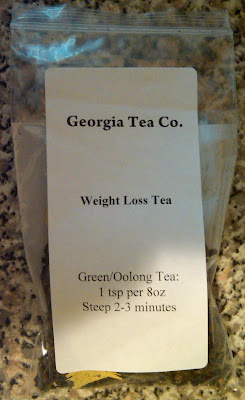 Georgia Tea Co.
Weight Loss Tea
Green/Oolong Tea:
1 tsp per 8oz
Steep 2-3 minutes